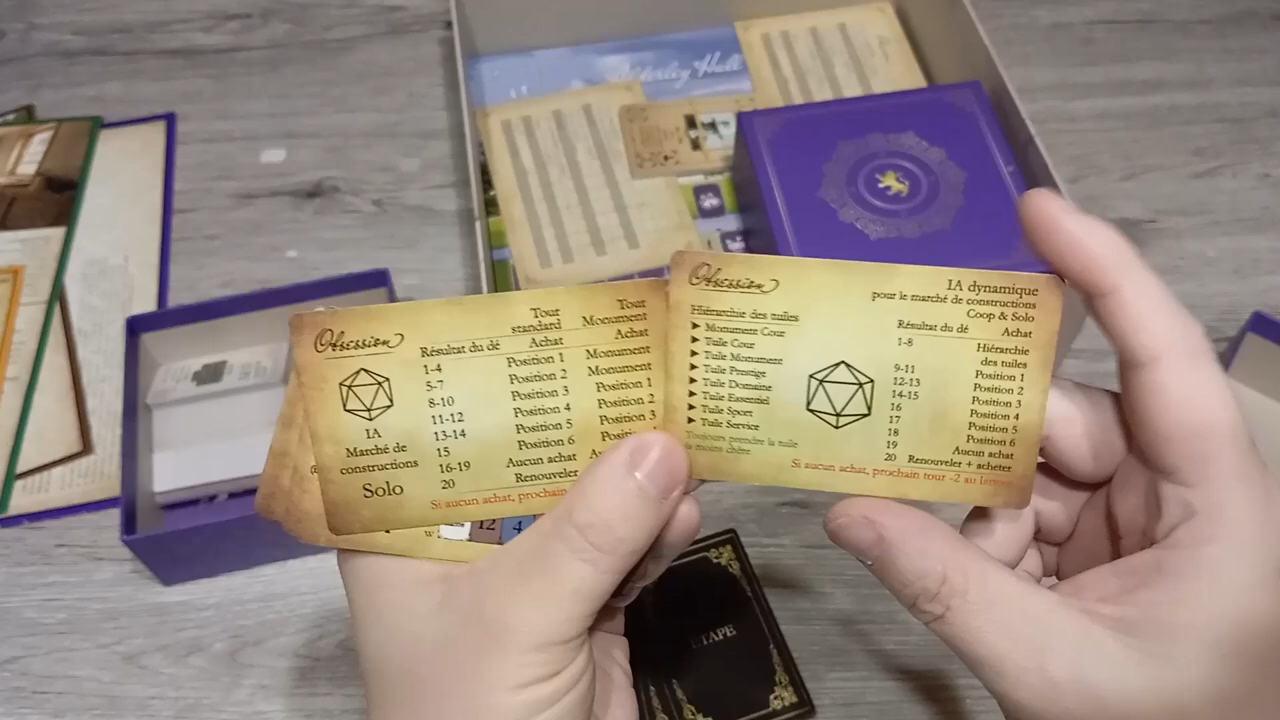 Obsession
Tour standard Tour Monument
Résultat du dé Achat Achat
1-4 Position 1 Monument
5-7 Position 2 Monument
8-10 Position 3 Position 1
11-12 Position 4 Position 2
13-14 Position 5 Position 3
15 Position 6
16-19 Aucun achat
20 Renouveler
IA
Marché de
constructions
Solo
Si aucun achat, prochain
12 4
Obsession
IA dynamique
pour le marché de constructions
Coop & Solo
Hiérarchie des tuiles
▶ Monument Cour
▶ Tuile Cour
▶ Tuile Monument
▶ Tuile Prestige
▶ Tuile Domaine
▶ Tuile Essentiel
▶ Tuile Sport
▶ Tuile Service
Toujours prendre la tuile
la moins chère
Résultat du dé Achat
1-8 Hiérarchie
des tuiles
9-11 Position 1
12-13 Position 2
14-15 Position 3
16 Position 4
17 Position 5
18 Position 6
19 Aucun achat
20 Renouveler + acheter
Si aucun achat, prochain tour -2 au
ETAPE